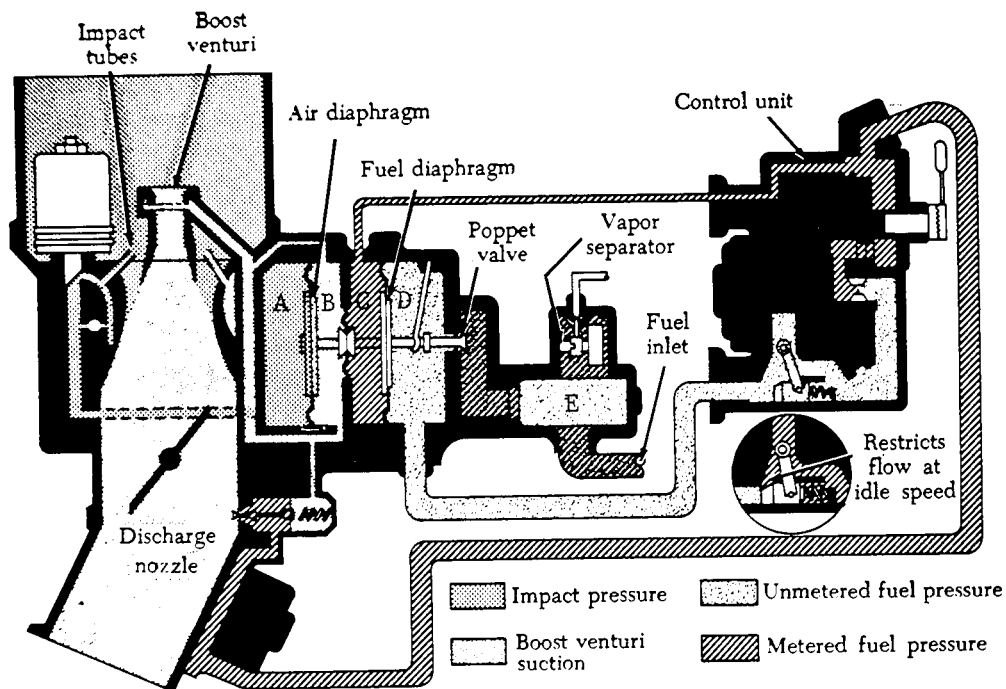 Impact
tubes
Boost
venturi
Air diaphragm
Fuel diaphragm
Control unit
Poppet
valve
Vapor
separator
Fuel
inlet
A
B
C
D
E
Restricts
flow at
idle speed
Discharge
nozzle
Impact pressure
Unmetered fuel pressure
Boost venturi
suction
Metered fuel pressure